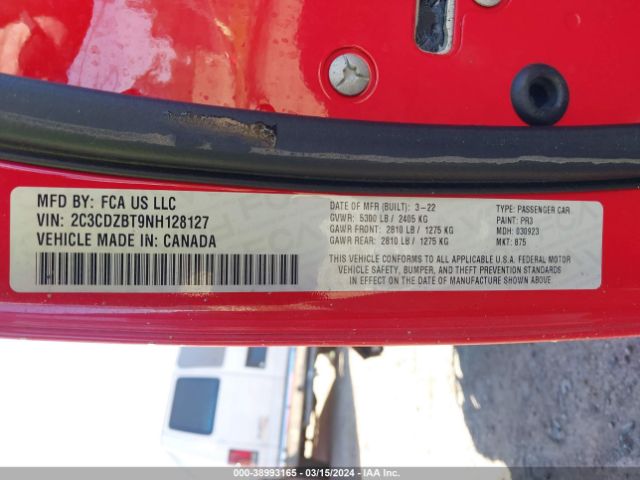 MFD BY: FCA US LLC
VIN: 2C3CDZBT9NH128127
VEHICLE MADE IN: CANADA
DATE OF MFR (BUILT): 3-22
GVWR: 5300 LB / 2405 KG
GAWR FRONT: 2810 LB / 1275 KG
GAWR REAR: 2810 LB / 1275 KG
TYPE: PASSENGER CAR
PAINT: PR3
MDH: 030923
MKT: 875
THIS VEHICLE CONFORMS TO ALL APPLICABLE U.S.A. FEDERAL MOTOR
VEHICLE SAFETY, BUMPER, AND THEFT PREVENTION STANDARDS IN
EFFECT ON THE DATE OF MANUFACTURE SHOWN ABOVE
000-38993165 - 03/15/2024 - IAAI.COM